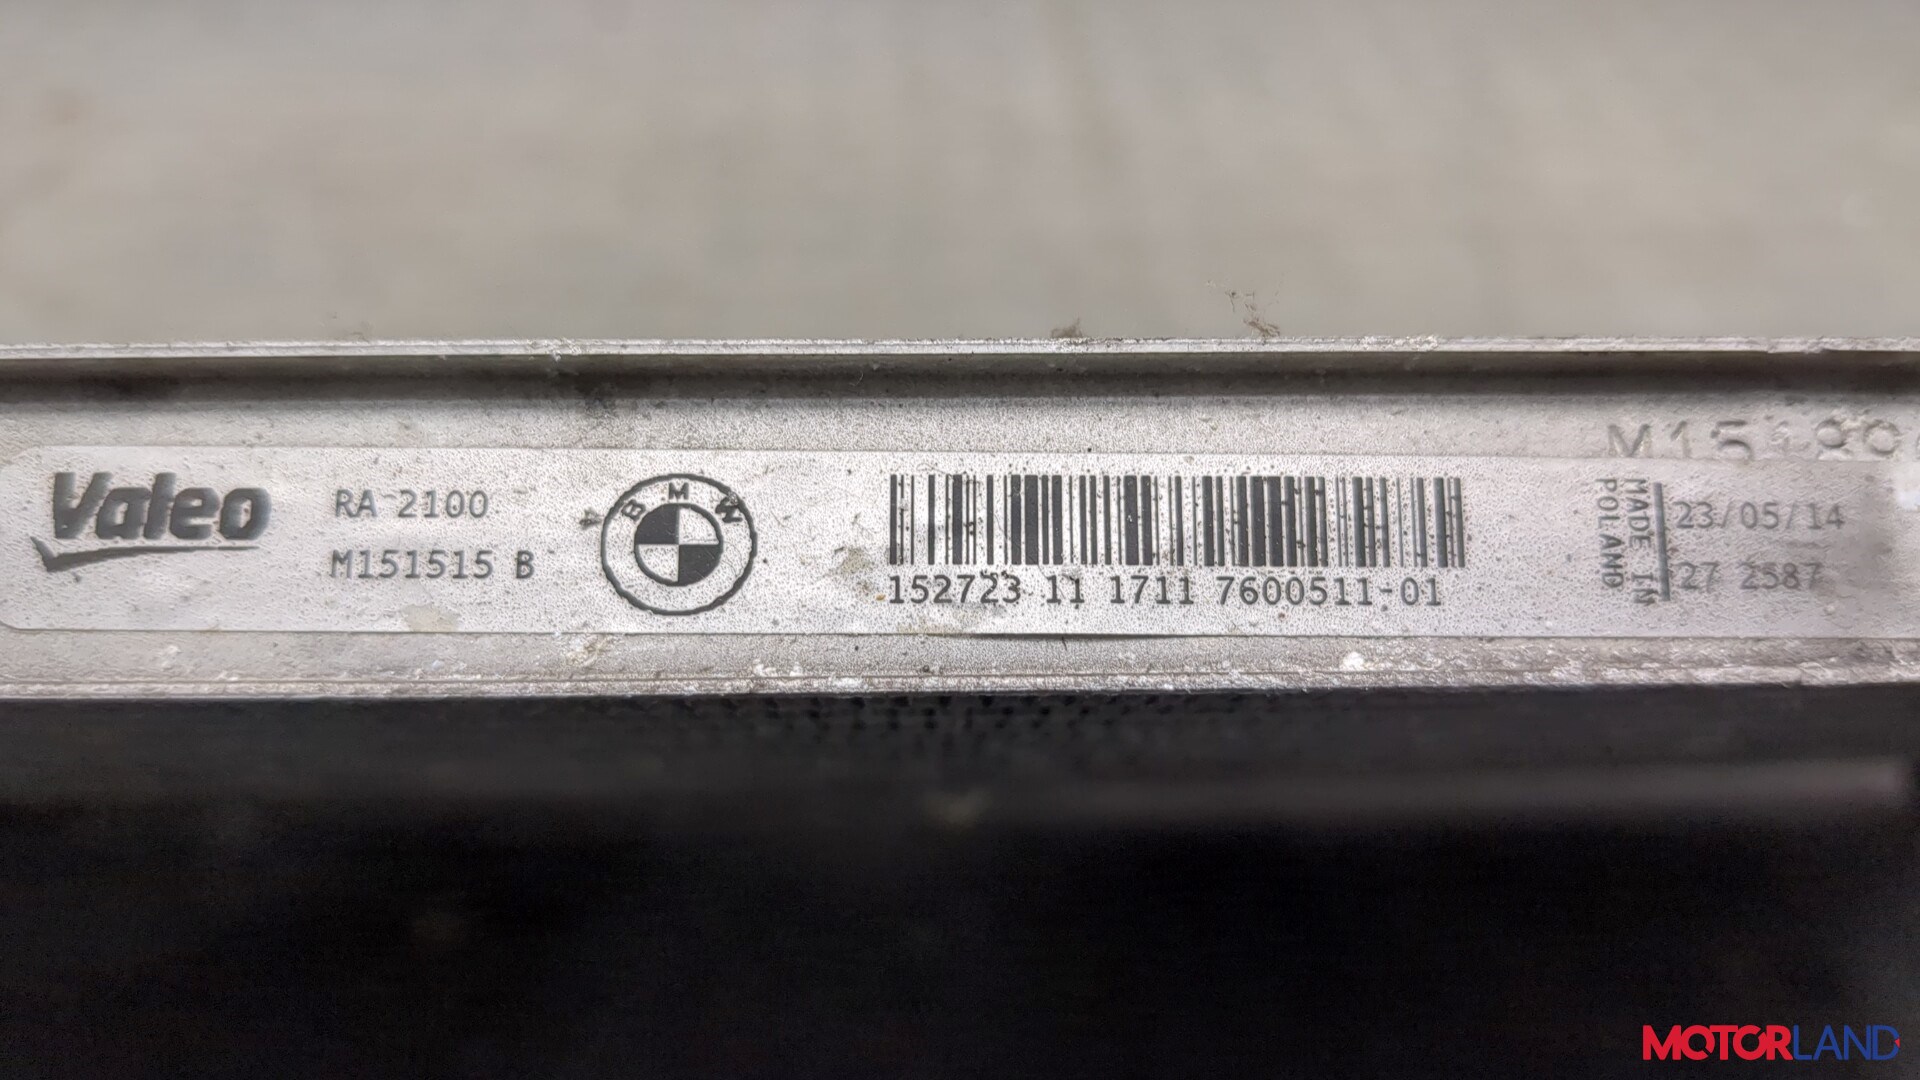 Valeo
RA 2100
M151515 B
BMW
152723 11 1711 7600511-01
MADE IN
POLAND
23/05/14
27 2587
MOTORLAND